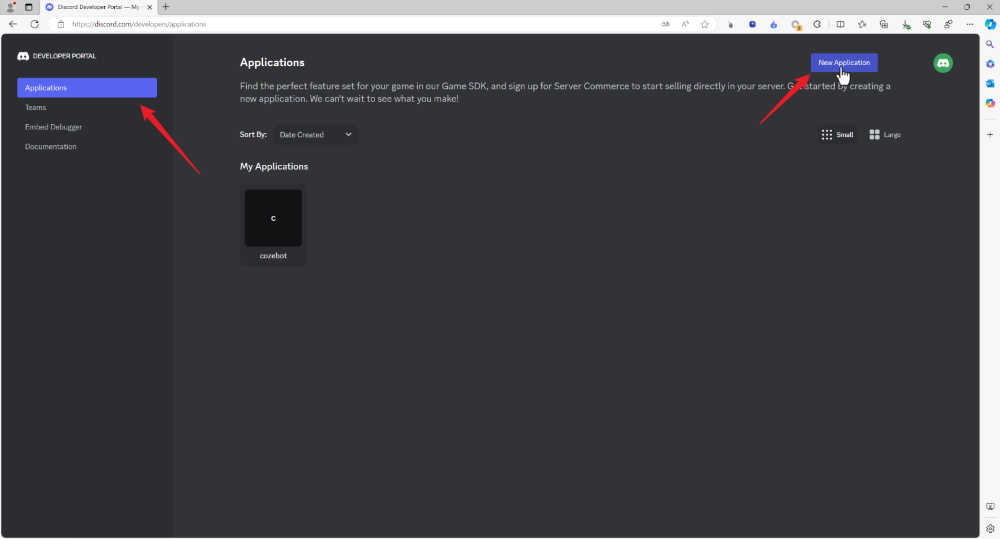 Discord Developer Portal — My
https://discord.com/developers/applications
DEVELOPER PORTAL
Applications
Teams
Embed Debugger
Documentation
Applications
New Application
Find the perfect feature set for your game in our Game SDK, and sign up for Server Commerce to start selling directly in your server. Get started by creating a
new application. We can't wait to see what you make!
Sort By:
Date Created
Small
Large
My Applications
C
cozebot